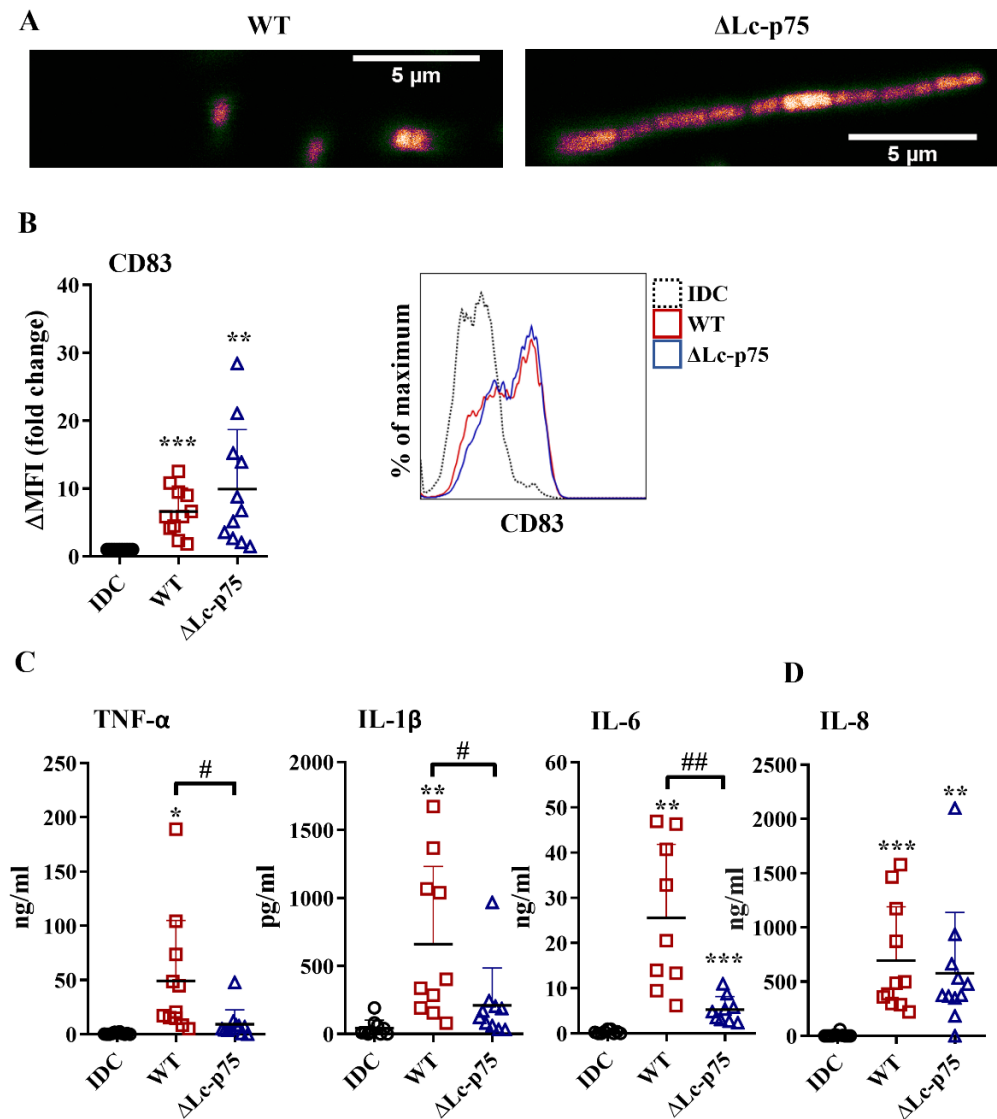 A
WT
ΔLc-p75
5 µm
5 µm
B
CD83
ΔMFI (fold change)
40
30
20
10
0
***
**
IDC
WT
ΔLc-p75
% of maximum
CD83
IDC
WT
ΔLc-p75
C
D
TNF-α
ng/ml
250
200
150
100
50
0
*
#
IDC
WT
ΔLc-p75
IL-1β
pg/ml
2000
1500
1000
500
0
**
#
IDC
WT
ΔLc-p75
IL-6
ng/ml
60
50
40
30
20
10
0
**
##
***
IDC
WT
ΔLc-p75
IL-8
ng/ml
2500
2000
1500
1000
500
0
***
**
IDC
WT
ΔLc-p75